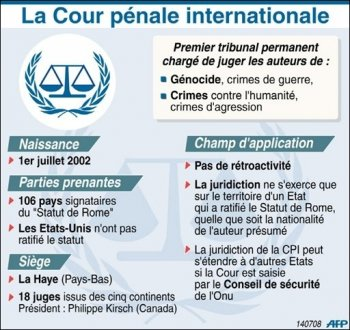 La Cour pénale internationale
Premier tribunal permanent
chargé de juger les auteurs de :
Génocide, crimes de guerre,
Crimes contre l'humanité,
crimes d'agression
Naissance
1er juillet 2002
Parties prenantes
106 pays signataires
du "Statut de Rome"
Les Etats-Unis n'ont pas
ratifié le statut
Siège
La Haye (Pays-Bas)
18 juges issus des cinq continents
Président : Philippe Kirsch (Canada)
Champ d'application
Pas de rétroactivité
La juridiction ne s'exerce que
sur le territoire d'un Etat
qui a ratifié le Statut de Rome,
quelle que soit la nationalité
de l'auteur présumé
La juridiction de la CPI peut
s'étendre à d'autres Etats
si la Cour est saisie
par le Conseil de sécurité
de l'Onu
140708 AFP